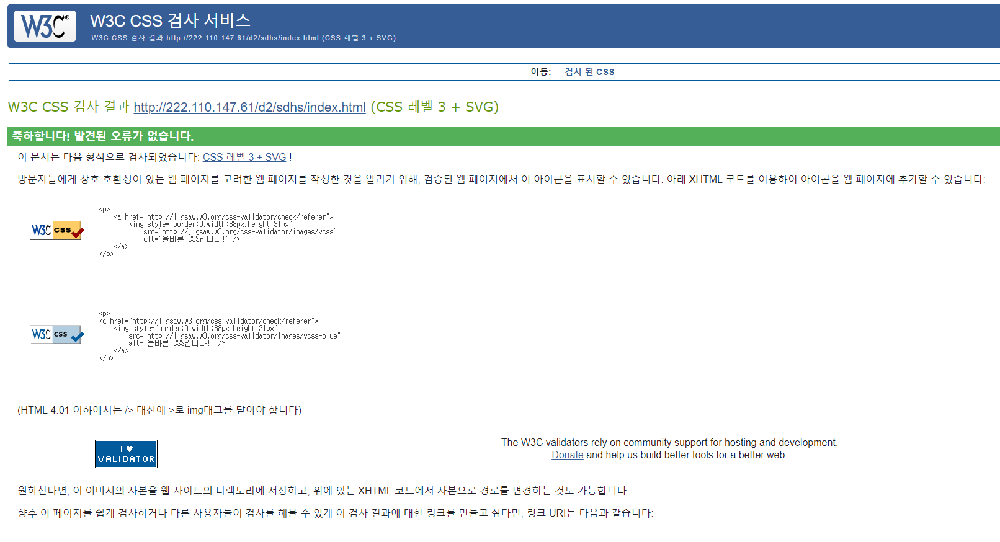 W3C®
W3C CSS 검사 서비스
W3C CSS 검사 결과 http://222.110.147.61/d2/sdhs/index.html (CSS 레벨 3 + SVG)
이동: 검사 된 CSS
W3C CSS 검사 결과 http://222.110.147.61/d2/sdhs/index.html (CSS 레벨 3 + SVG)
축하합니다! 발견된 오류가 없습니다.
이 문서는 다음 형식으로 검사되었습니다: CSS 레벨 3 + SVG !
방문자들에게 상호 호환성이 있는 웹 페이지를 고려한 웹 페이지를 작성한 것을 알리기 위해, 검증된 웹 페이지에서 이 아이콘을 표시할 수 있습니다. 아래 XHTML 코드를 이용하여 아이콘을 웹 페이지에 추가할 수 있습니다:
W3C css
<p>
<a href="http://jigsaw.w3.org/css-validator/check/referer">
<img style="border:0;width:88px;height:31px"
src="http://jigsaw.w3.org/css-validator/images/vcss"
alt="올바른 CSS입니다!" />
</a>
</p>
W3C css
<p>
<a href="http://jigsaw.w3.org/css-validator/check/referer">
<img style="border:0;width:88px;height:31px"
src="http://jigsaw.w3.org/css-validator/images/vcss-blue"
alt="올바른 CSS입니다!" />
</a>
</p>
(HTML 4.01 이하에서는 /> 대신에 >로 img태그를 닫아야 합니다)
I ♥
VALIDATOR
The W3C validators rely on community support for hosting and development.
Donate and help us build better tools for a better web.
원하신다면, 이 이미지의 사본을 웹 사이트의 디렉토리에 저장하고, 위에 있는 XHTML 코드에서 사본으로 경로를 변경하는 것도 가능합니다.
향후 이 페이지를 쉽게 검사하거나 다른 사용자들이 검사를 해볼 수 있게 이 검사 결과에 대한 링크를 만들고 싶다면, 링크 URI는 다음과 같습니다: